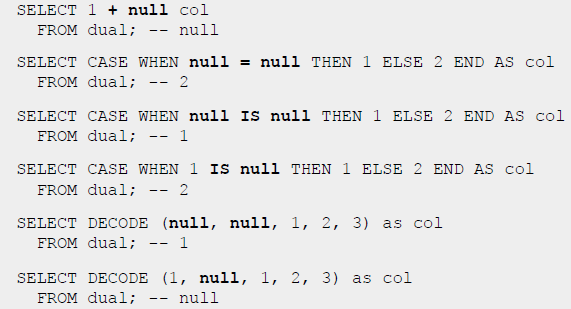 SELECT 1 + null col
FROM dual; -- null
SELECT CASE WHEN null = null THEN 1 ELSE 2 END AS col
FROM dual; -- 2
SELECT CASE WHEN null IS null THEN 1 ELSE 2 END AS col
FROM dual; -- 1
SELECT CASE WHEN 1 IS null THEN 1 ELSE 2 END AS col
FROM dual; -- 2
SELECT DECODE (null, null, 1, 2, 3) as col
FROM dual; -- 1
SELECT DECODE (1, null, 1, 2, 3) as col
FROM dual; -- null